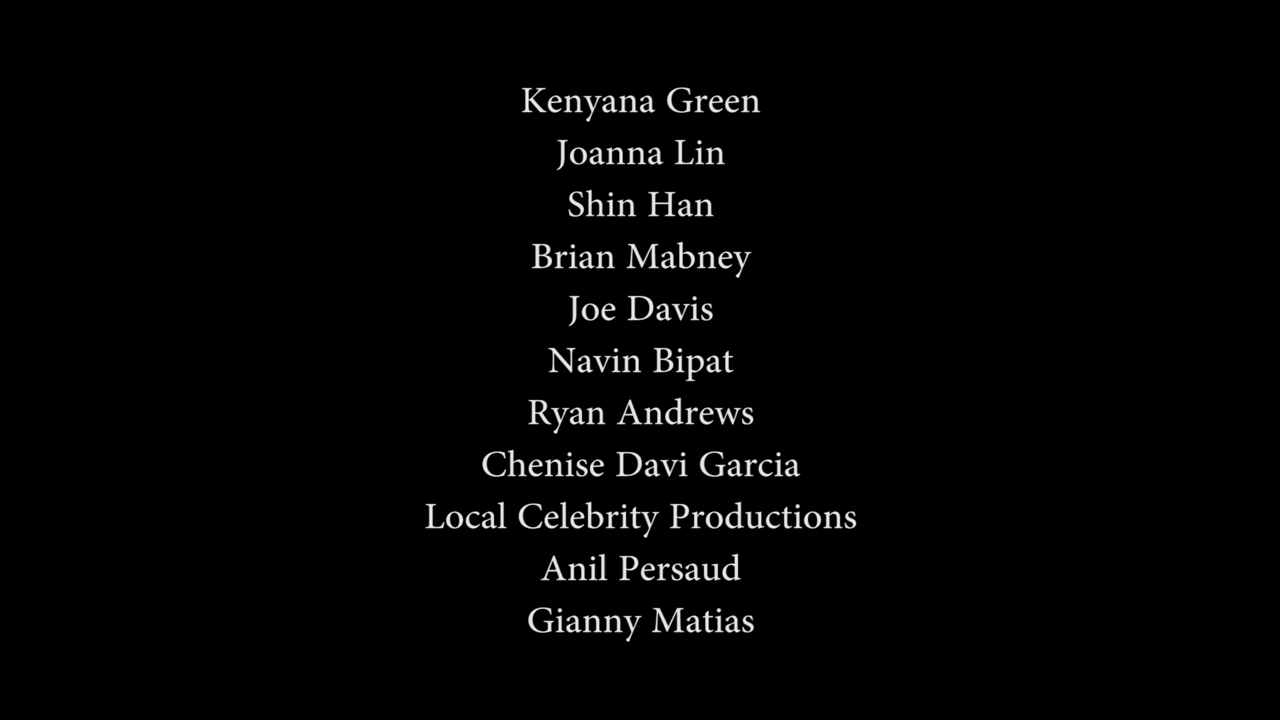 Kenyana Green
Joanna Lin
Shin Han
Brian Mabney
Joe Davis
Navin Bipat
Ryan Andrews
Chenise Davi Garcia
Local Celebrity Productions
Anil Persaud
Gianny Matias